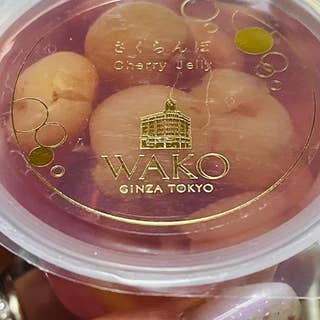 さくらんぼ
Cherry Jelly
WAKO
GINZA TOKYO